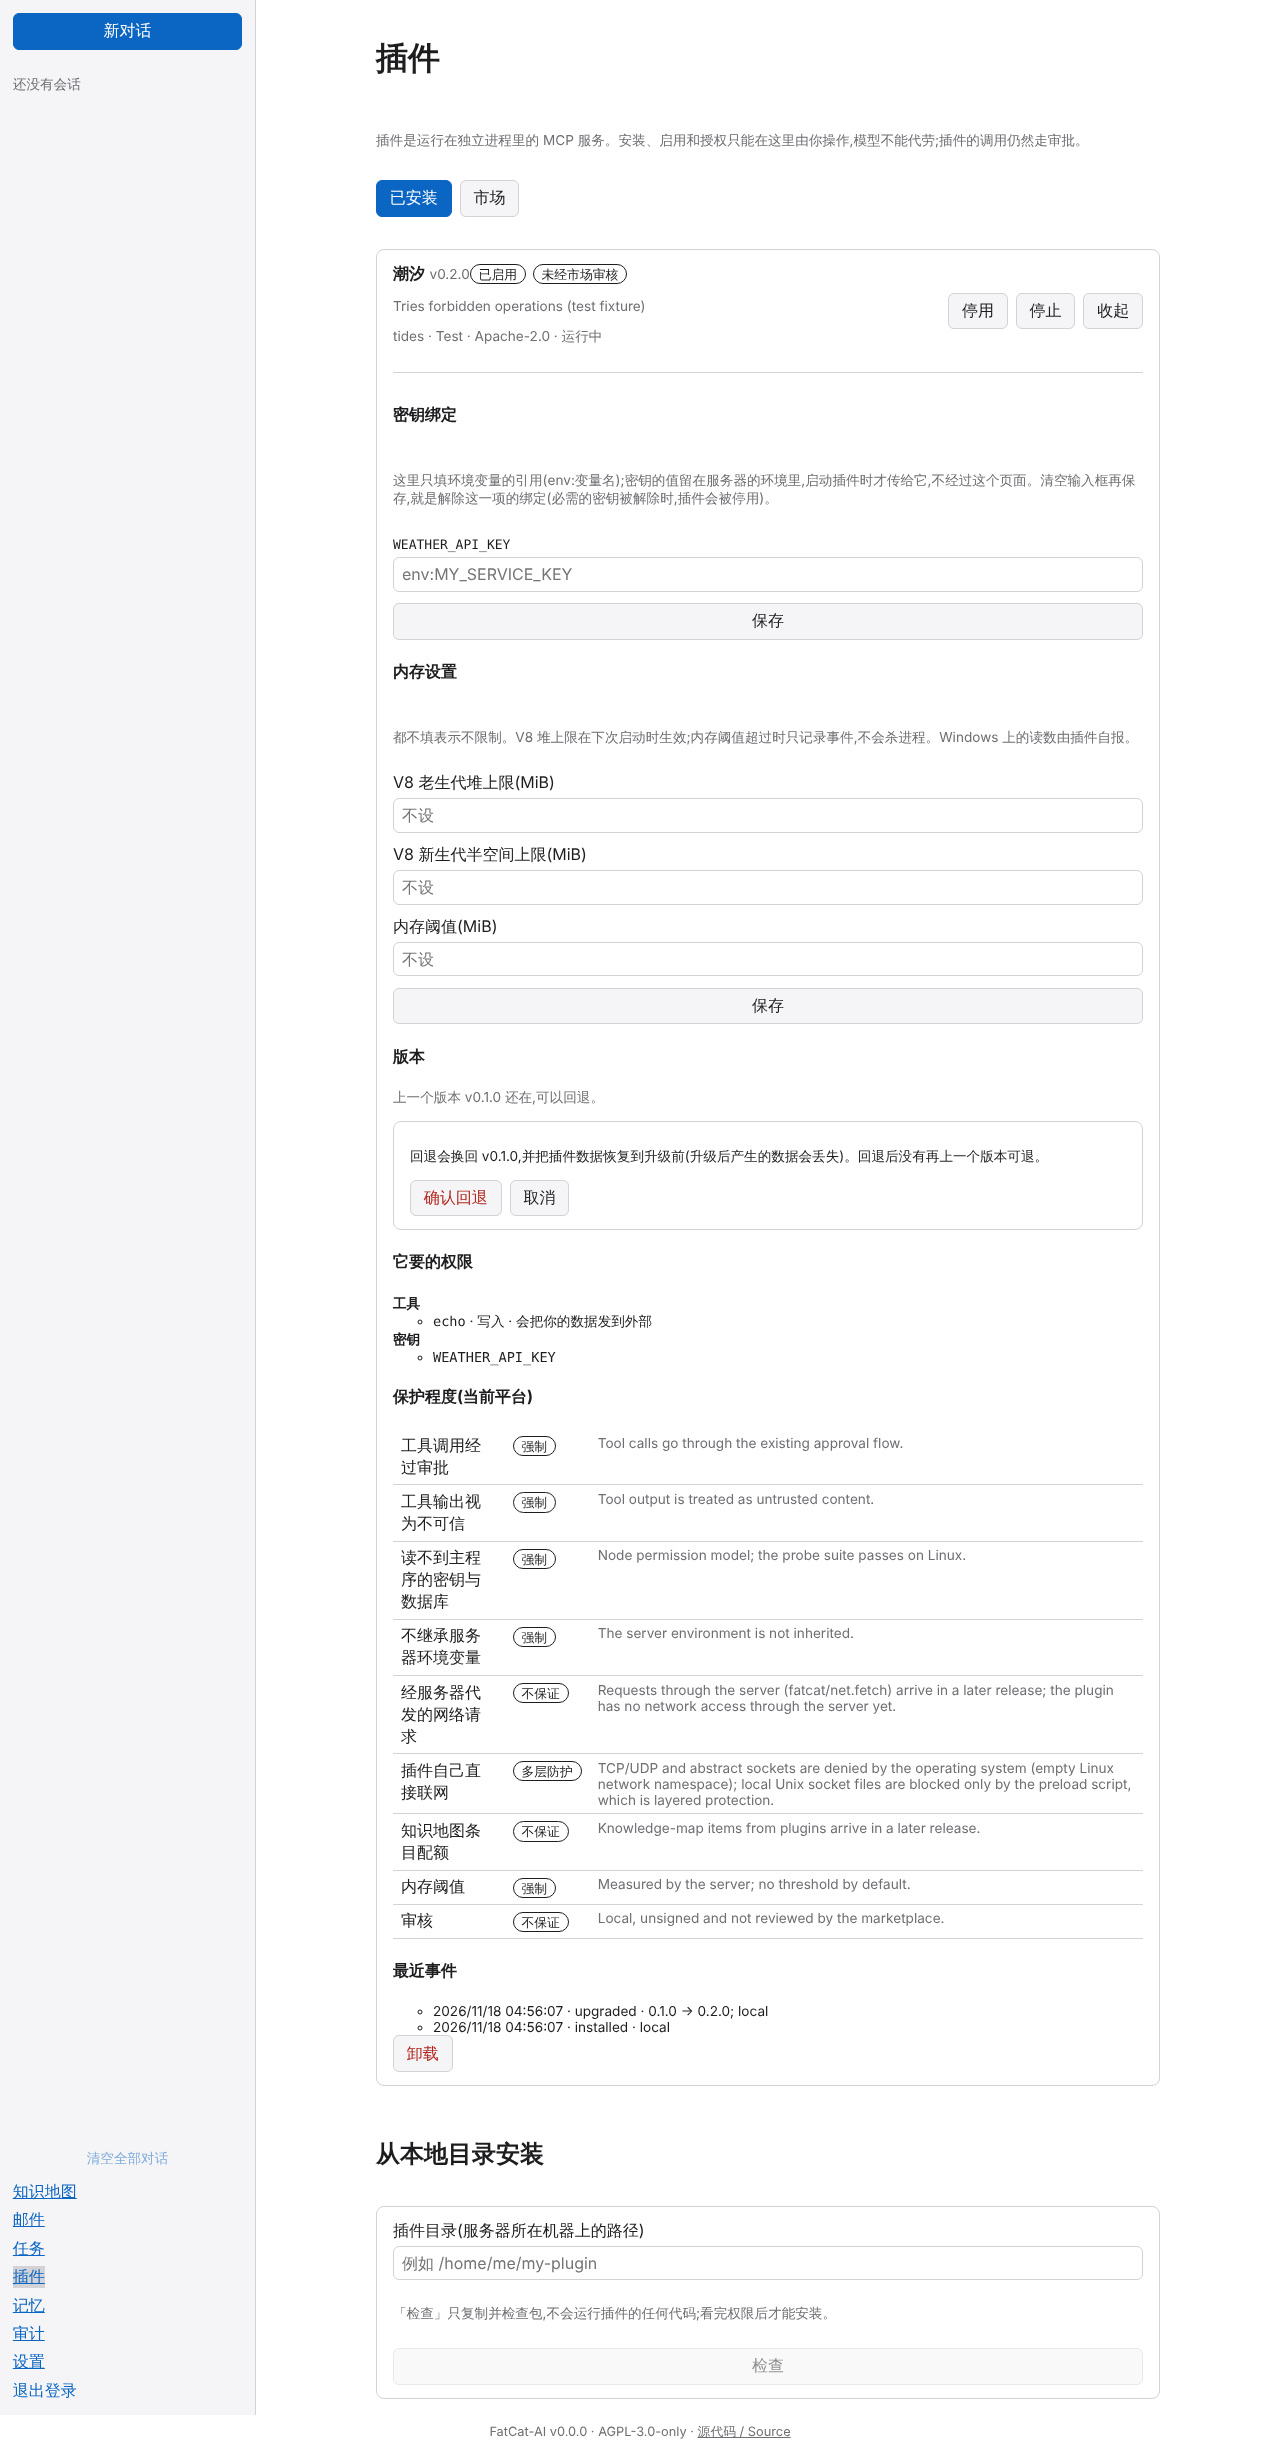 新对话
还没有会话
插件
插件是运行在独立进程里的 MCP 服务。安装、启用和授权只能在这里由你操作,模型不能代劳;插件的调用仍然走审批。
已安装
市场
潮汐 v0.2.0 已启用 未经市场审核
Tries forbidden operations (test fixture)
tides · Test · Apache-2.0 · 运行中
停用
停止
收起
密钥绑定
这里只填环境变量的引用(env:变量名);密钥的值留在服务器的环境里,启动插件时才传给它,不经过这个页面。清空输入框再保
存,就是解除这一项的绑定(必需的密钥被解除时,插件会被停用)。
WEATHER_API_KEY
env:MY_SERVICE_KEY
保存
内存设置
都不填表示不限制。V8 堆上限在下次启动时生效;内存阈值超过时只记录事件,不会杀进程。Windows 上的读数由插件自报。
V8 老生代堆上限(MiB)
不设
V8 新生代半空间上限(MiB)
不设
内存阈值(MiB)
不设
保存
版本
上一个版本 v0.1.0 还在,可以回退。
回退会换回 v0.1.0,并把插件数据恢复到升级前(升级后产生的数据会丢失)。回退后没有再上一个版本可退。
确认回退
取消
它要的权限
工具
echo · 写入 · 会把你的数据发到外部
密钥
WEATHER_API_KEY
保护程度(当前平台)
工具调用经
过审批
强制
Tool calls go through the existing approval flow.
工具输出视
为不可信
强制
Tool output is treated as untrusted content.
读不到主程
序的密钥与
数据库
强制
Node permission model; the probe suite passes on Linux.
不继承服务
器环境变量
强制
The server environment is not inherited.
经服务器代
发的网络请
求
不保证
Requests through the server (fatcat/net.fetch) arrive in a later release; the plugin
has no network access through the server yet.
插件自己直
接联网
多层防护
TCP/UDP and abstract sockets are denied by the operating system (empty Linux
network namespace); local Unix socket files are blocked only by the preload script,
which is layered protection.
知识地图条
目配额
不保证
Knowledge-map items from plugins arrive in a later release.
内存阈值
强制
Measured by the server; no threshold by default.
审核
不保证
Local, unsigned and not reviewed by the marketplace.
最近事件
2026/11/18 04:56:07 · upgraded · 0.1.0 → 0.2.0; local
2026/11/18 04:56:07 · installed · local
卸载
从本地目录安装
插件目录(服务器所在机器上的路径)
例如 /home/me/my-plugin
「检查」只复制并检查包,不会运行插件的任何代码;看完权限后才能安装。
检查
清空全部对话
知识地图
邮件
任务
插件
记忆
审计
设置
退出登录
FatCat-AI v0.0.0 · AGPL-3.0-only · 源代码 / Source